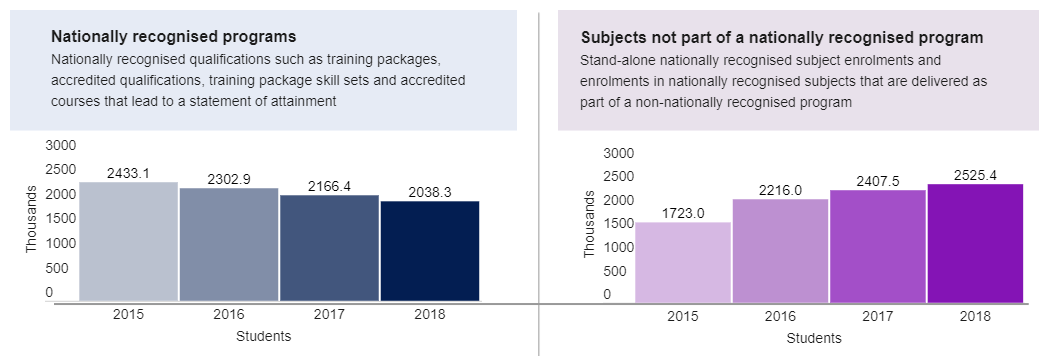 Nationally recognised programs
Nationally recognised qualifications such as training packages,
accredited qualifications, training package skill sets and accredited
courses that lead to a statement of attainment
3000
2500
2000
1500
1000
500
0
Thousands
2433.1
2302.9
2166.4
2038.3
2015
2016
2017
2018
Students
Subjects not part of a nationally recognised program
Stand-alone nationally recognised subject enrolments and
enrolments in nationally recognised subjects that are delivered as
part of a non-nationally recognised program
3000
2500
2000
1500
1000
500
0
Thousands
1723.0
2216.0
2407.5
2525.4
2015
2016
2017
2018
Students